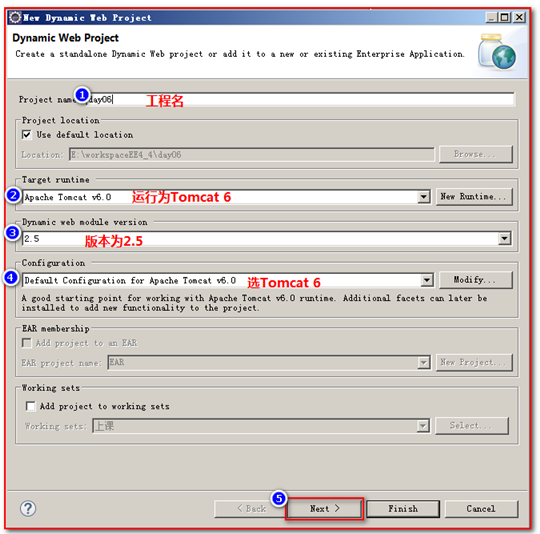 New Dynamic Web Project
Dynamic Web Project
Create a standalone Dynamic Web project or add it to a new or existing Enterprise Application.
1
Project name: day06 工程名
Project location
Use default location
Location: E:\workspaceEE4_4\day06 Browse...
Target runtime
2 Apache Tomcat v6.0 运行为Tomcat 6 New Runtime...
Dynamic web module version
3 2.5 版本为2.5
Configuration
4 Default Configuration for Apache Tomcat v6.0 选Tomcat 6 Modify...
A good starting point for working with Apache Tomcat v6.0 runtime. Additional facets can later be
installed to add new functionality to the project.
EAR membership
Add project to an EAR
EAR project name: EAR New Project...
Working sets
Add project to working sets
Working sets: 上课 Select...
5
? < Back Next > Finish Cancel